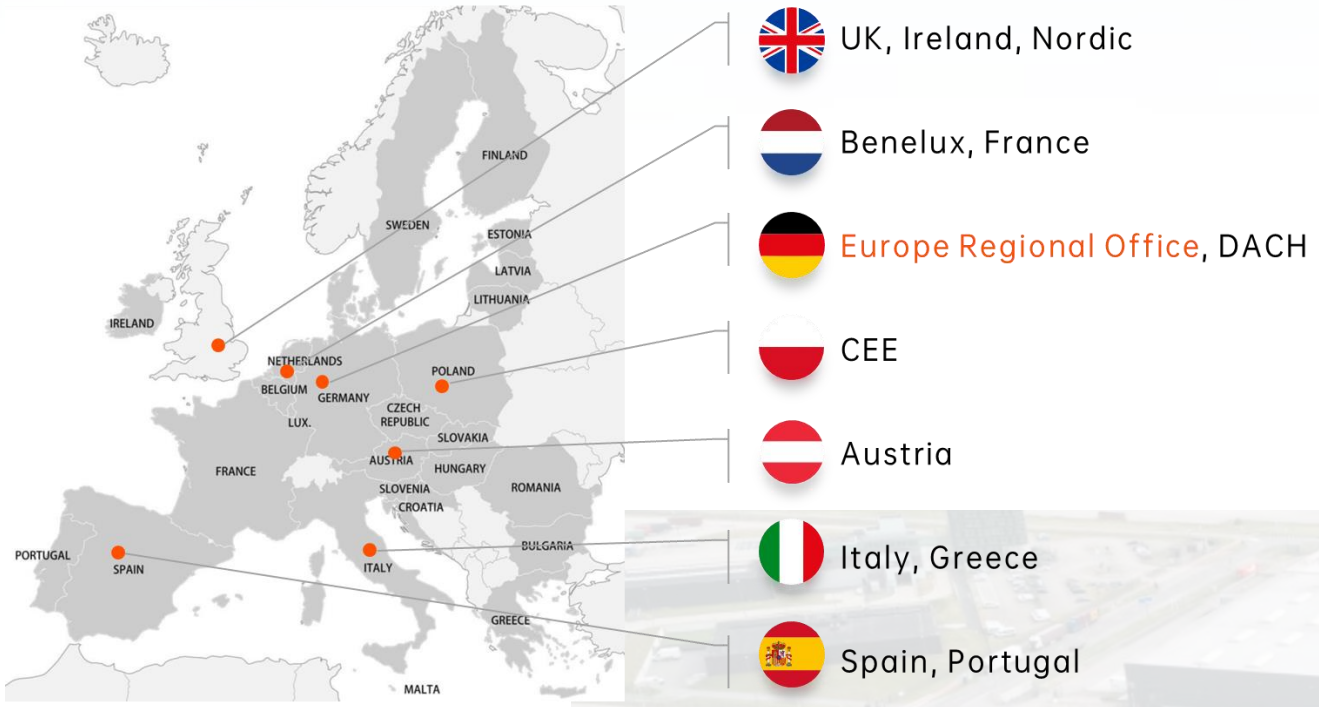 FINLAND
SWEDEN
ESTONIA
LATVIA
LITHUANIA
IRELAND
NETHERLANDS
BELGIUM
GERMANY
POLAND
LUX.
CZECH
REPUBLIC
SLOVAKIA
AUSTRIA
HUNGARY
FRANCE
SLOVENIA
CROATIA
ROMANIA
BULGARIA
PORTUGAL
SPAIN
ITALY
GREECE
MALTA
UK, Ireland, Nordic
Benelux, France
Europe Regional Office, DACH
CEE
Austria
Italy, Greece
Spain, Portugal